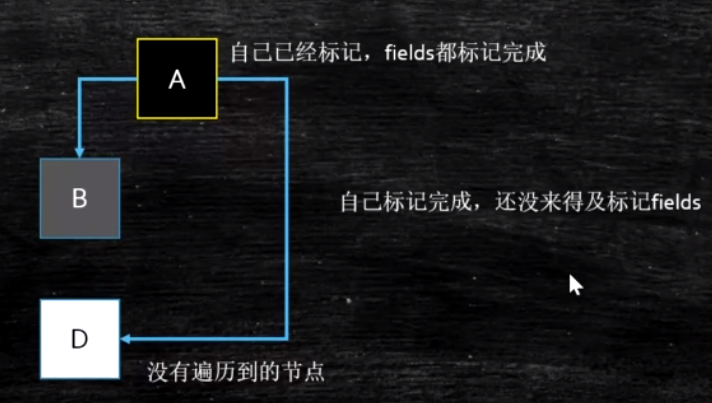 A
自己已经标记，fields都标记完成
B
自己标记完成，还没来得及标记fields
D
没有遍历到的节点